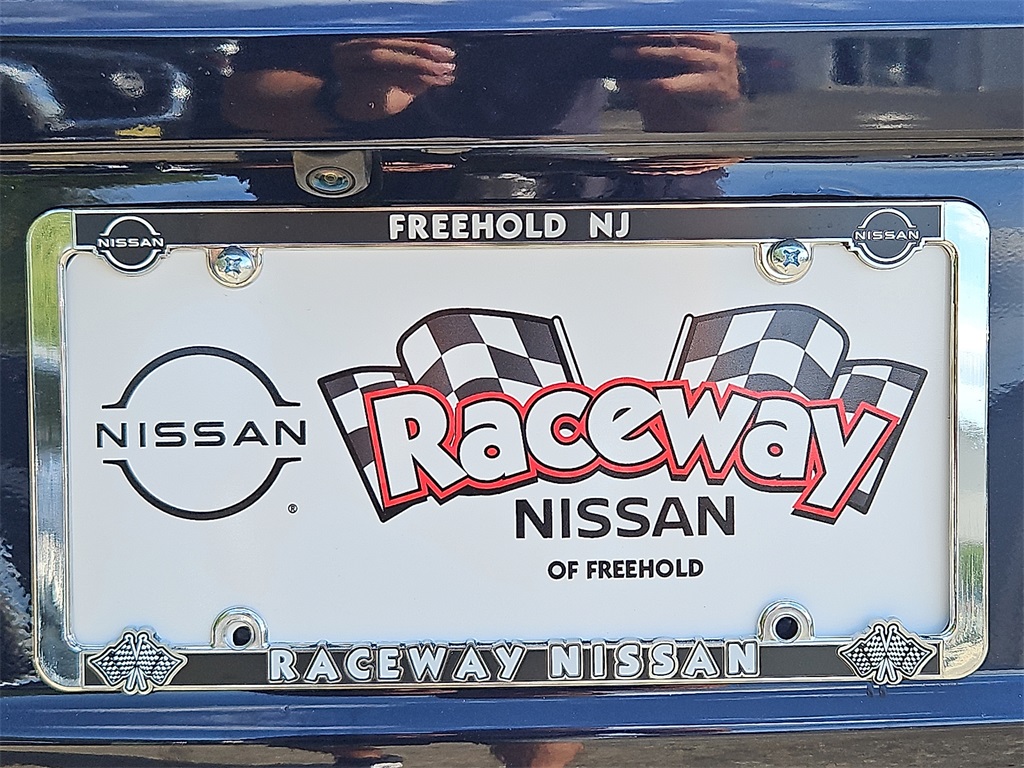 FREEHOLD NJ
NISSAN
NISSAN
NISSAN
®
Raceway
NISSAN
OF FREEHOLD
RACEWAY NISSAN